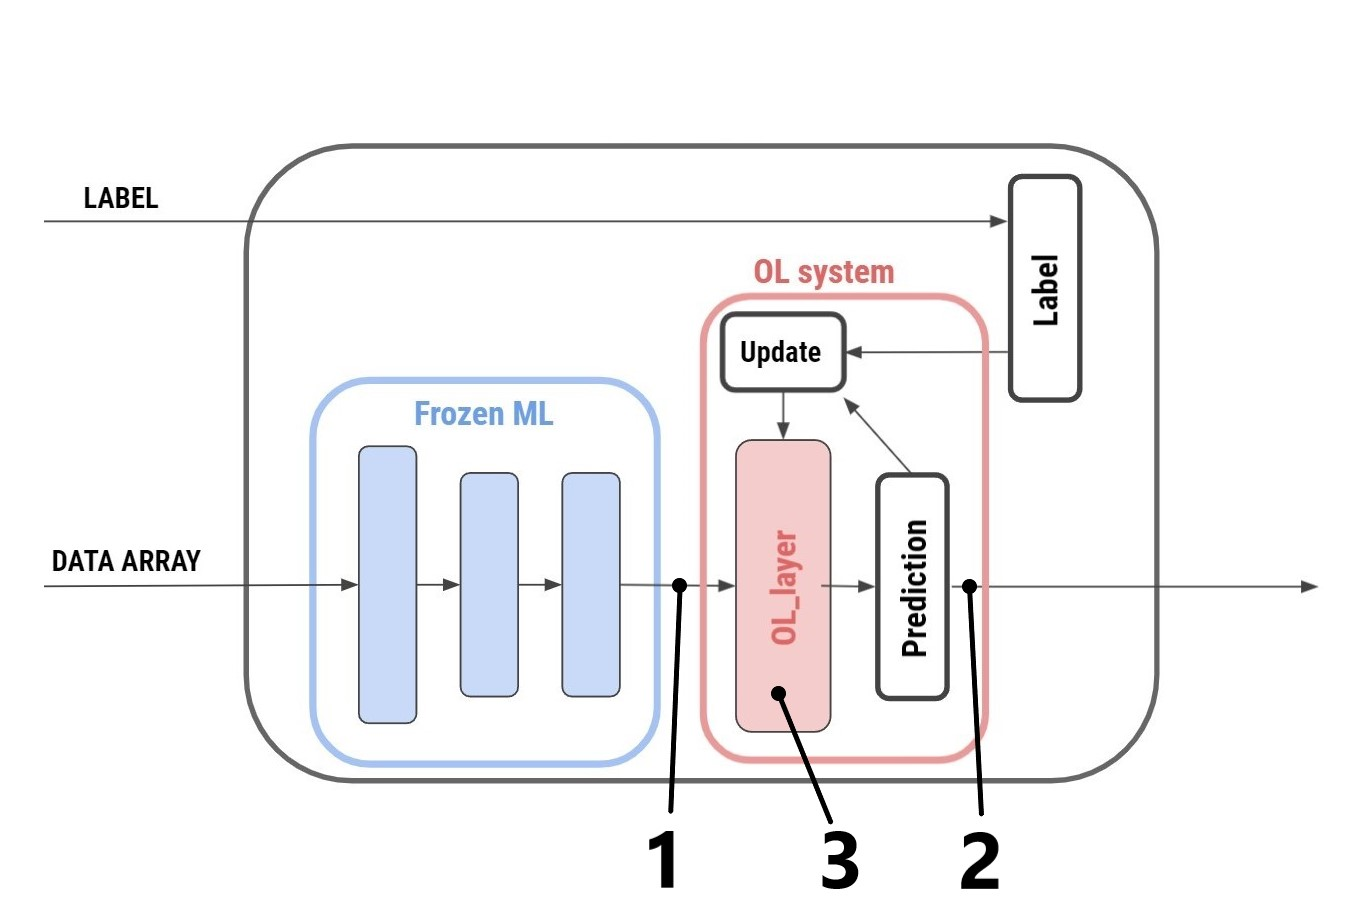 LABEL
Label
OL system
Update
Frozen ML
DATA ARRAY
OL_layer
Prediction
1
3
2